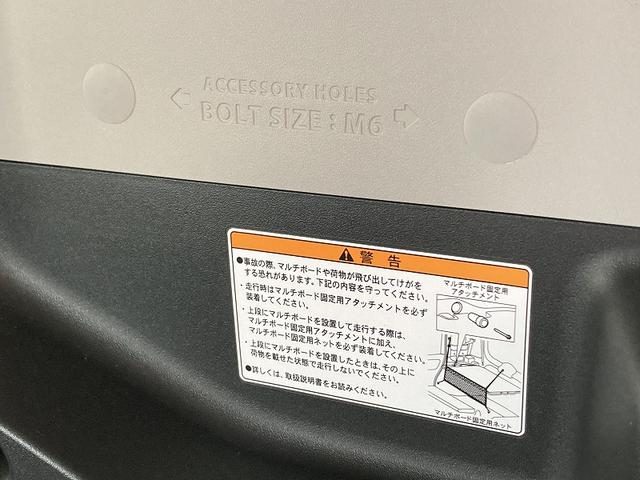 ACCESSORY HOLES
BOLT SIZE : M6
警告
●事故の際、マルチボードや荷物が飛び出してけがを
する恐れがあります。下記の内容を守ってください。
・走行時はマルチボード固定用アタッチメントを必ず
装着してください。
・上段にマルチボードを設置して走行する際は、
マルチボード固定用アタッチメントに加え、
マルチボード固定用ネットを必ず装着してください。
・上段にマルチボードを設置したときは、その上に
荷物を載せた状態で走行しないでください。
●詳しくは、取扱説明書をお読みください。
マルチボード固定用
アタッチメント
マルチボード固定用ネット